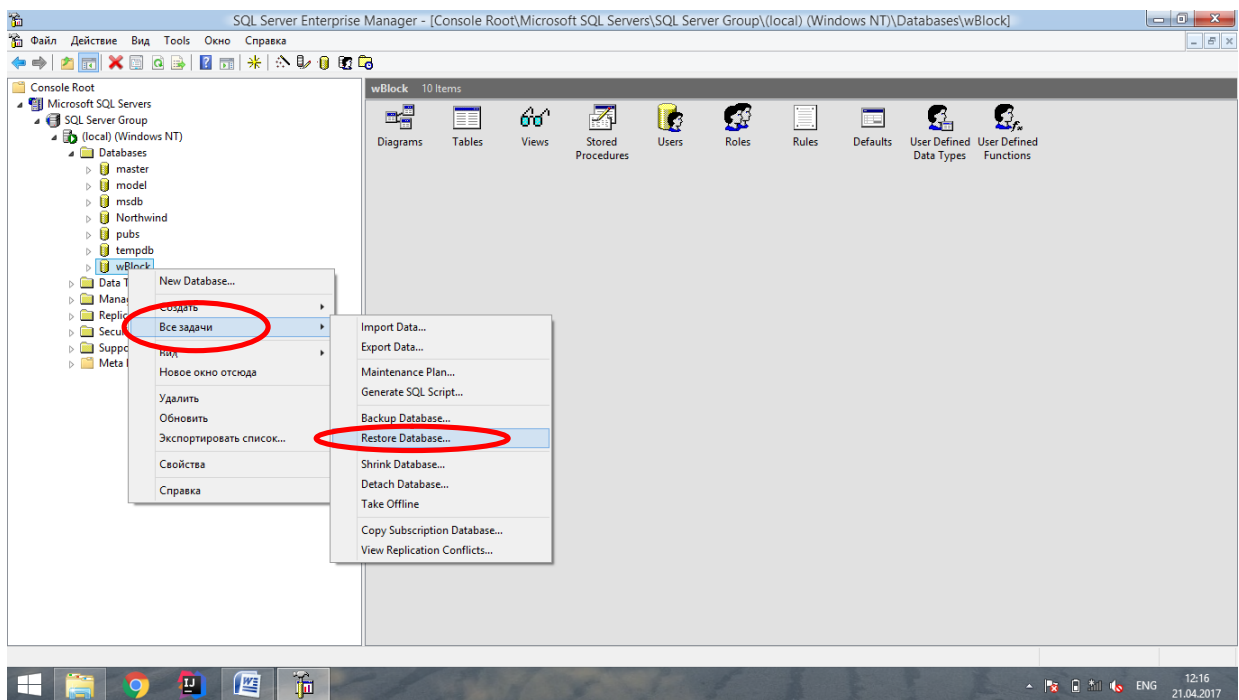 SQL Server Enterprise Manager - [Console Root\Microsoft SQL Servers\SQL Server Group\(local) (Windows NT)\Databases\wBlock]
Файл Действие Вид Tools Окно Справка
Console Root
Microsoft SQL Servers
SQL Server Group
(local) (Windows NT)
Databases
master
model
msdb
Northwind
pubs
tempdb
wBlock
Data T
Mana
Replic
Secu
Suppo
Meta
wBlock 10 Items
Diagrams
Tables
Views
Stored
Procedures
Users
Roles
Rules
Defaults
User Defined
Data Types
User Defined
Functions
New Database...
Создать
Все задачи
Вид
Новое окно отсюда
Удалить
Обновить
Экспортировать список...
Свойства
Справка
Import Data...
Export Data...
Maintenance Plan...
Generate SQL Script...
Backup Database...
Restore Database...
Shrink Database...
Detach Database...
Take Offline
Copy Subscription Database...
View Replication Conflicts...
ENG
12:16
21.04.2017